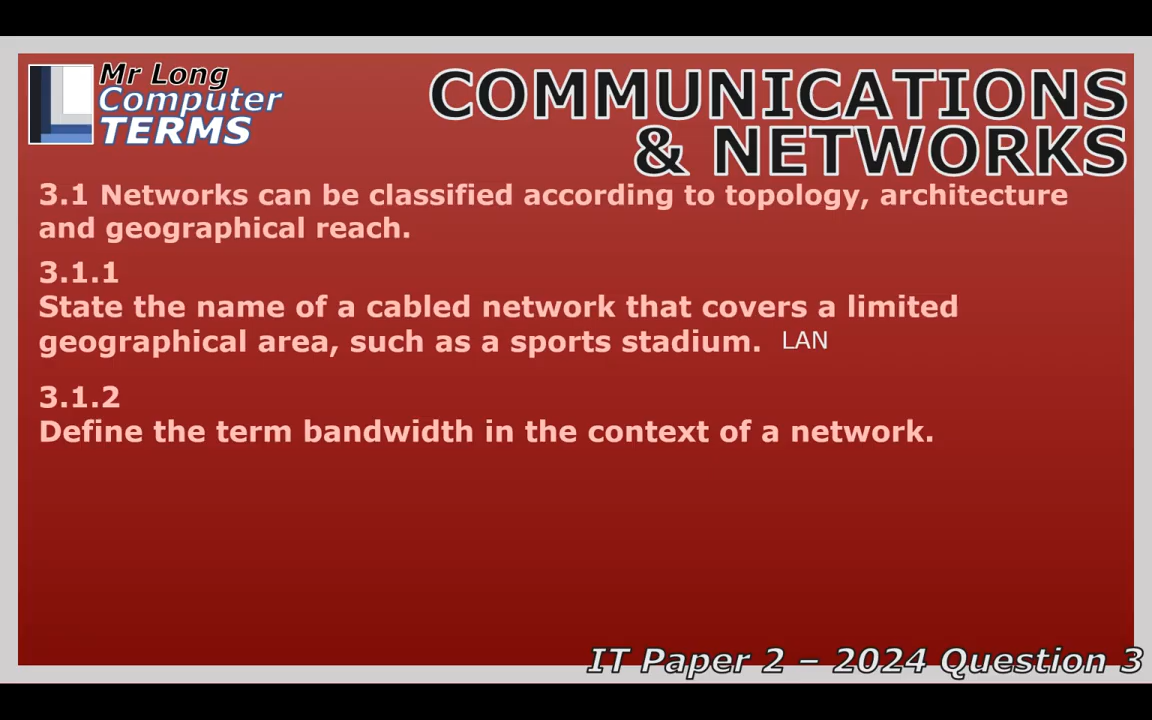 Mr Long
Computer
TERMS
COMMUNICATIONS
& NETWORKS
3.1 Networks can be classified according to topology, architecture
and geographical reach.
3.1.1
State the name of a cabled network that covers a limited
geographical area, such as a sports stadium. LAN
3.1.2
Define the term bandwidth in the context of a network.
IT Paper 2 – 2024 Question 3